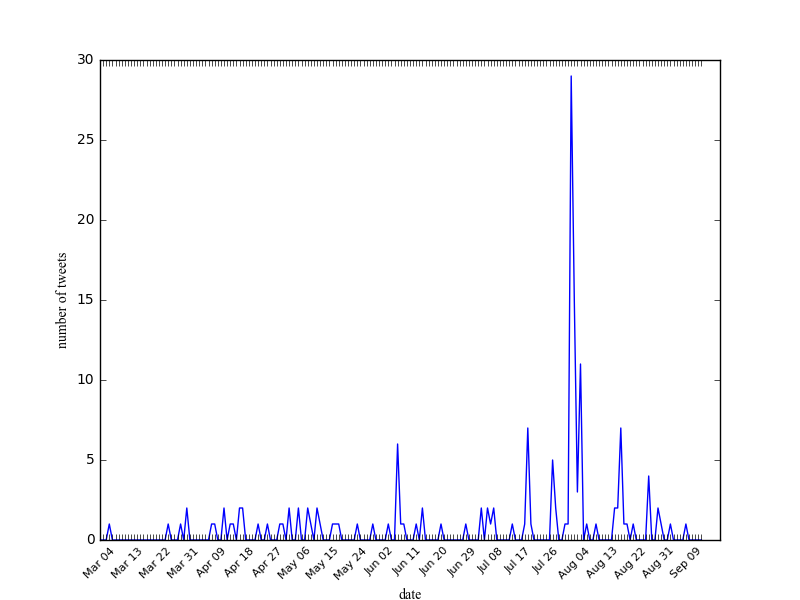 30
25
20
15
10
5
0
number of tweets
Mar 04
Mar 13
Mar 22
Mar 31
Apr 09
Apr 18
Apr 27
May 06
May 15
May 24
Jun 02
Jun 11
Jun 20
Jun 29
Jul 08
Jul 17
Jul 26
Aug 04
Aug 13
Aug 22
Aug 31
Sep 09
date